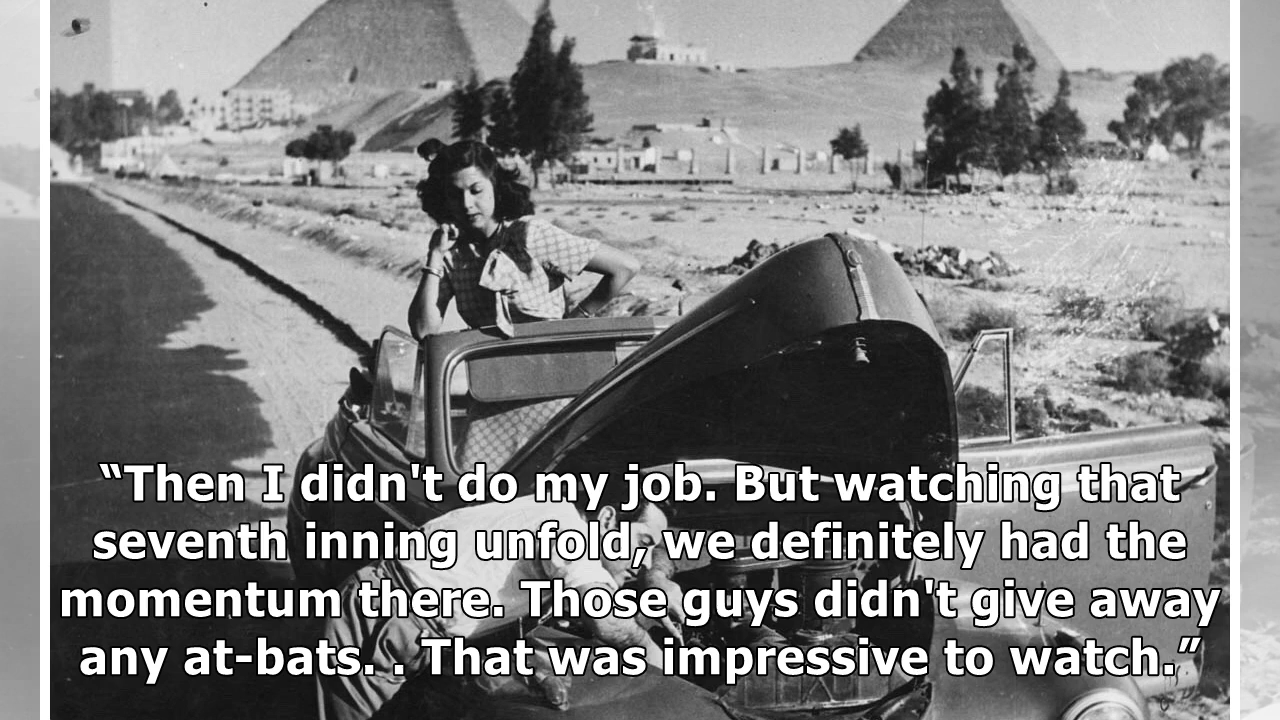 “Then I didn't do my job. But watching that
seventh inning unfold, we definitely had the
momentum there. Those guys didn't give away
any at-bats. . That was impressive to watch.”